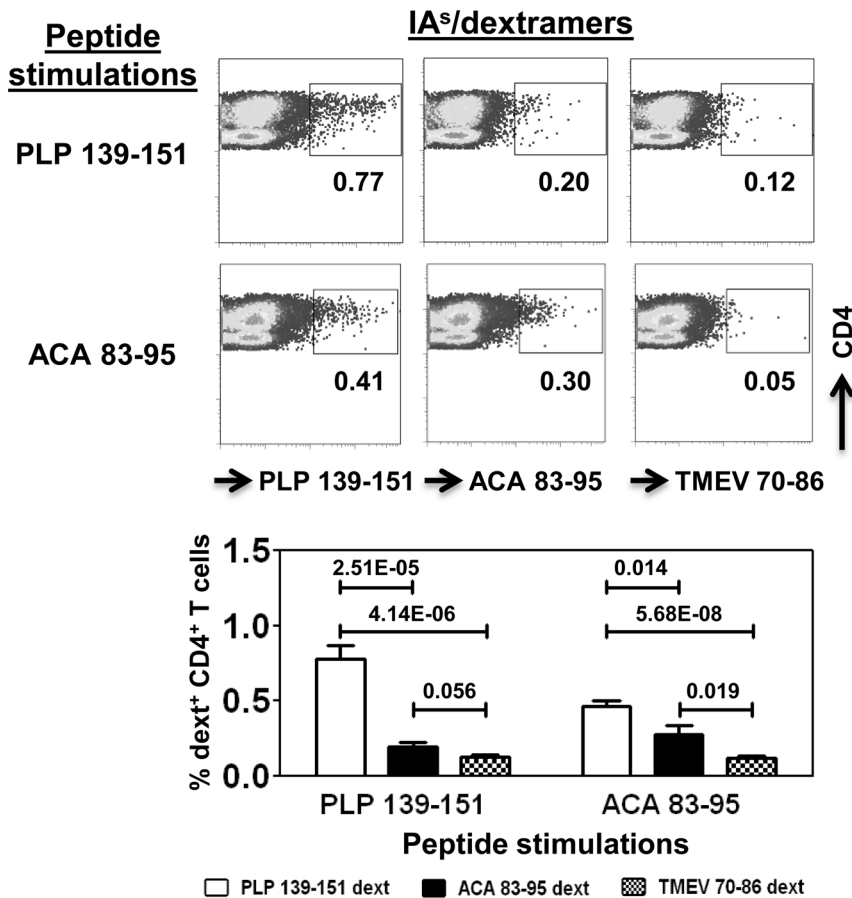 Peptide
stimulations
IAˢ/dextramers
PLP 139-151
0.77
0.20
0.12
ACA 83-95
0.41
0.30
0.05
CD4
PLP 139-151
ACA 83-95
TMEV 70-86
% dext⁺ CD4⁺ T cells
1.5
1.0
0.5
0.0
2.51E-05
4.14E-06
0.056
0.014
5.68E-08
0.019
PLP 139-151
ACA 83-95
Peptide stimulations
PLP 139-151 dext
ACA 83-95 dext
TMEV 70-86 dext